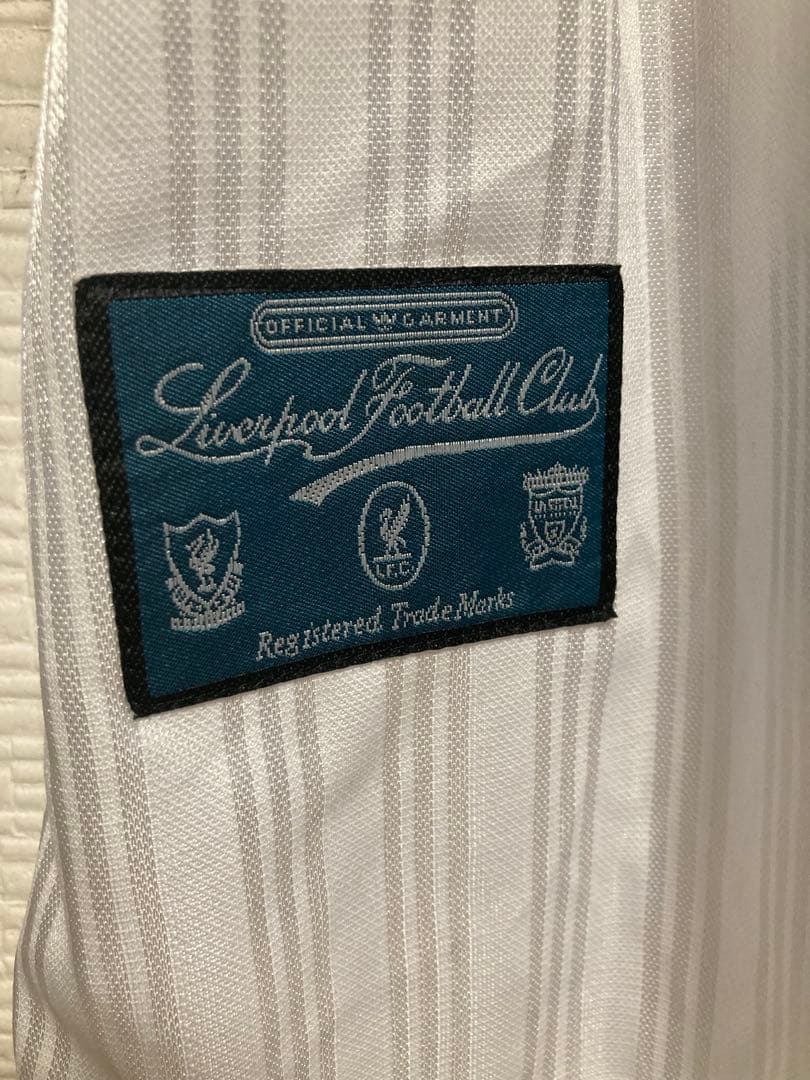 OFFICIAL GARMENT
Liverpool Football Club
L.F.C
Registered Trade Marks